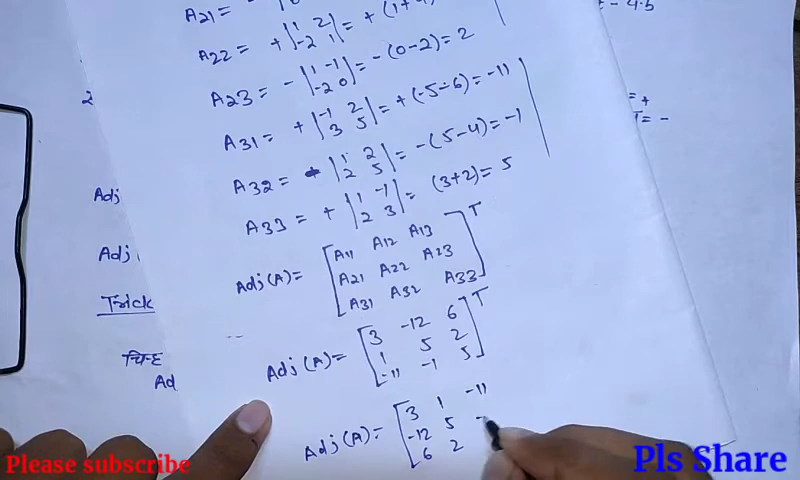 A21 = -
- 4.b
A22 = + |1 2 -2 1| = + (1+4)
A23 = - |1 -1 -2 0| = - (0-2) = 2
2
= +
= -
A31 = + |-1 2 3 5| = + (-5-6) = -11
A32 = - |1 2 2 5| = - (5-4) = -1
Adj
A33 = + |1 -1 2 3| = (3+2) = 5
Adj
Adj(A) = [A11 A12 A13
A21 A22 A23
A31 A32 A33]T
Trick
चिन्ह
Ad
Adj(A) = [3 -12 6
1 5 2
-11 -1 5]T
Adj(A) = [3 1 -11
-12 5 -
6 2
Please subscribe
Pls Share